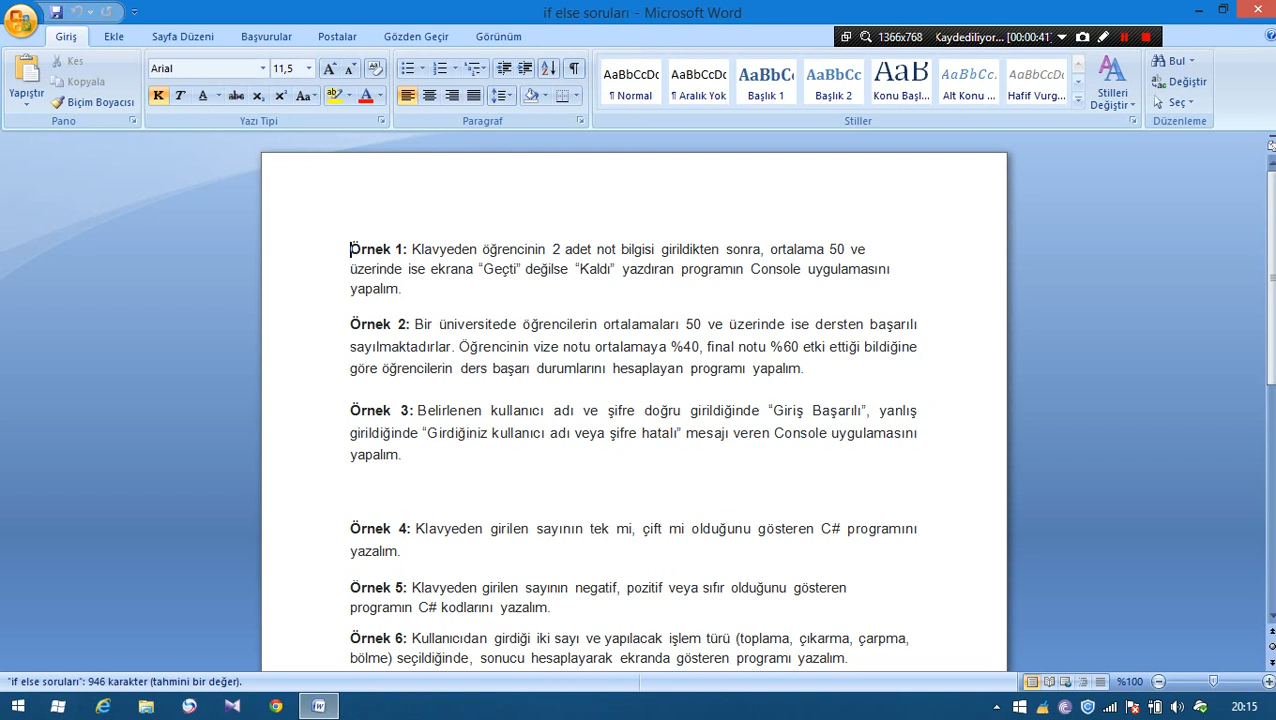 if else soruları - Microsoft Word
Giriş Ekle Sayfa Düzeni Başvurular Postalar Gözden Geçir Görünüm
1366x768 Kaydediliyor... [00:00:41]
Yapıştır
Kes
Kopyala
Biçim Boyacısı
Pano
Arial 11,5
K T A abc x₂ x² Aa
Yazı Tipi
Paragraf
AaBbCcDc AaBbCcDc AaBbCc AaBbCc AaB AaBbCc. AaBbCcDc
¶ Normal ¶ Aralık Yok Başlık 1 Başlık 2 Konu Başl... Alt Konu ... Hafif Vurg...
Stilleri Değiştir
Stiller
Bul
Değiştir
Seç
Düzenleme
Örnek 1: Klavyeden öğrencinin 2 adet not bilgisi girildikten sonra, ortalama 50 ve
üzerinde ise ekrana “Geçti” değilse “Kaldı” yazdıran programın Console uygulamasını
yapalım.
Örnek 2: Bir üniversitede öğrencilerin ortalamaları 50 ve üzerinde ise dersten başarılı
sayılmaktadırlar. Öğrencinin vize notu ortalamaya %40, final notu %60 etki ettiği bildiğine
göre öğrencilerin ders başarı durumlarını hesaplayan programı yapalım.
Örnek 3: Belirlenen kullanıcı adı ve şifre doğru girildiğinde “Giriş Başarılı”, yanlış
girildiğinde “Girdiğiniz kullanıcı adı veya şifre hatalı” mesajı veren Console uygulamasını
yapalım.
Örnek 4: Klavyeden girilen sayının tek mi, çift mi olduğunu gösteren C# programını
yazalım.
Örnek 5: Klavyeden girilen sayının negatif, pozitif veya sıfır olduğunu gösteren
programın C# kodlarını yazalım.
Örnek 6: Kullanıcıdan girdiği iki sayı ve yapılacak işlem türü (toplama, çıkarma, çarpma,
bölme) seçildiğinde, sonucu hesaplayarak ekranda gösteren programı yazalım.
"if else soruları": 946 karakter (tahmini bir değer).
%100
20:15